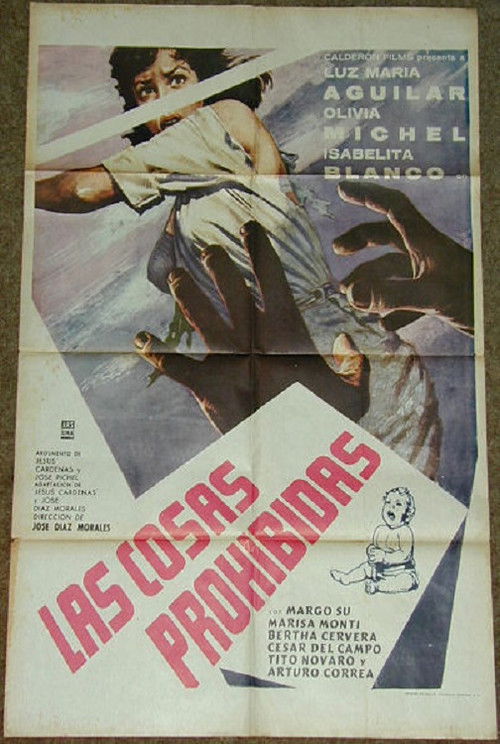 CALDERON FILMS presenta a
LUZ MARIA
AGUILAR
OLIVIA
MICHEL
ISABELITA
BLANCO en
ARGUMENTO DE
JESUS
CARDENAS y
JOSE PICHEL
ADAPTACION DE
JESUS CARDENAS
y JOSE
DIAZ MORALES
DIRECCION DE
JOSE DIAZ MORALES
LAS COSAS
PROHIBIDAS
con MARGO SU
MARISA MONTI
BERTHA CERVERA
CESAR DEL CAMPO
TITO NOVARO y
ARTURO CORREA